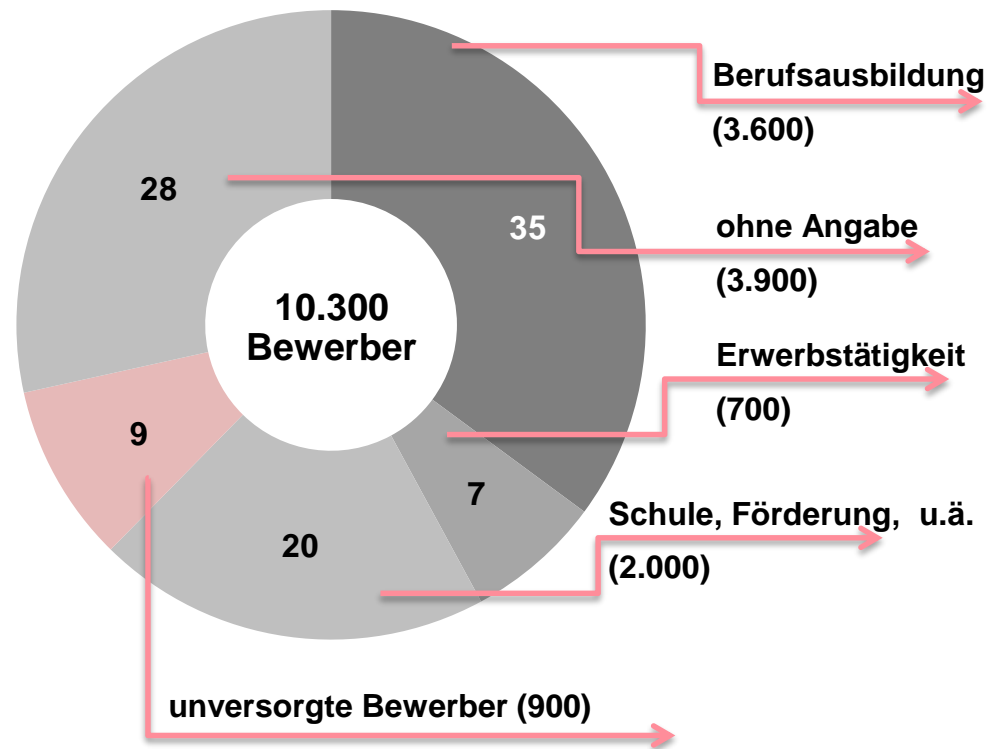 Berufsausbildung
(3.600)
28
35
ohne Angabe
(3.900)
10.300
Bewerber
Erwerbstätigkeit
(700)
9
7
20
Schule, Förderung, u.ä.
(2.000)
unversorgte Bewerber (900)